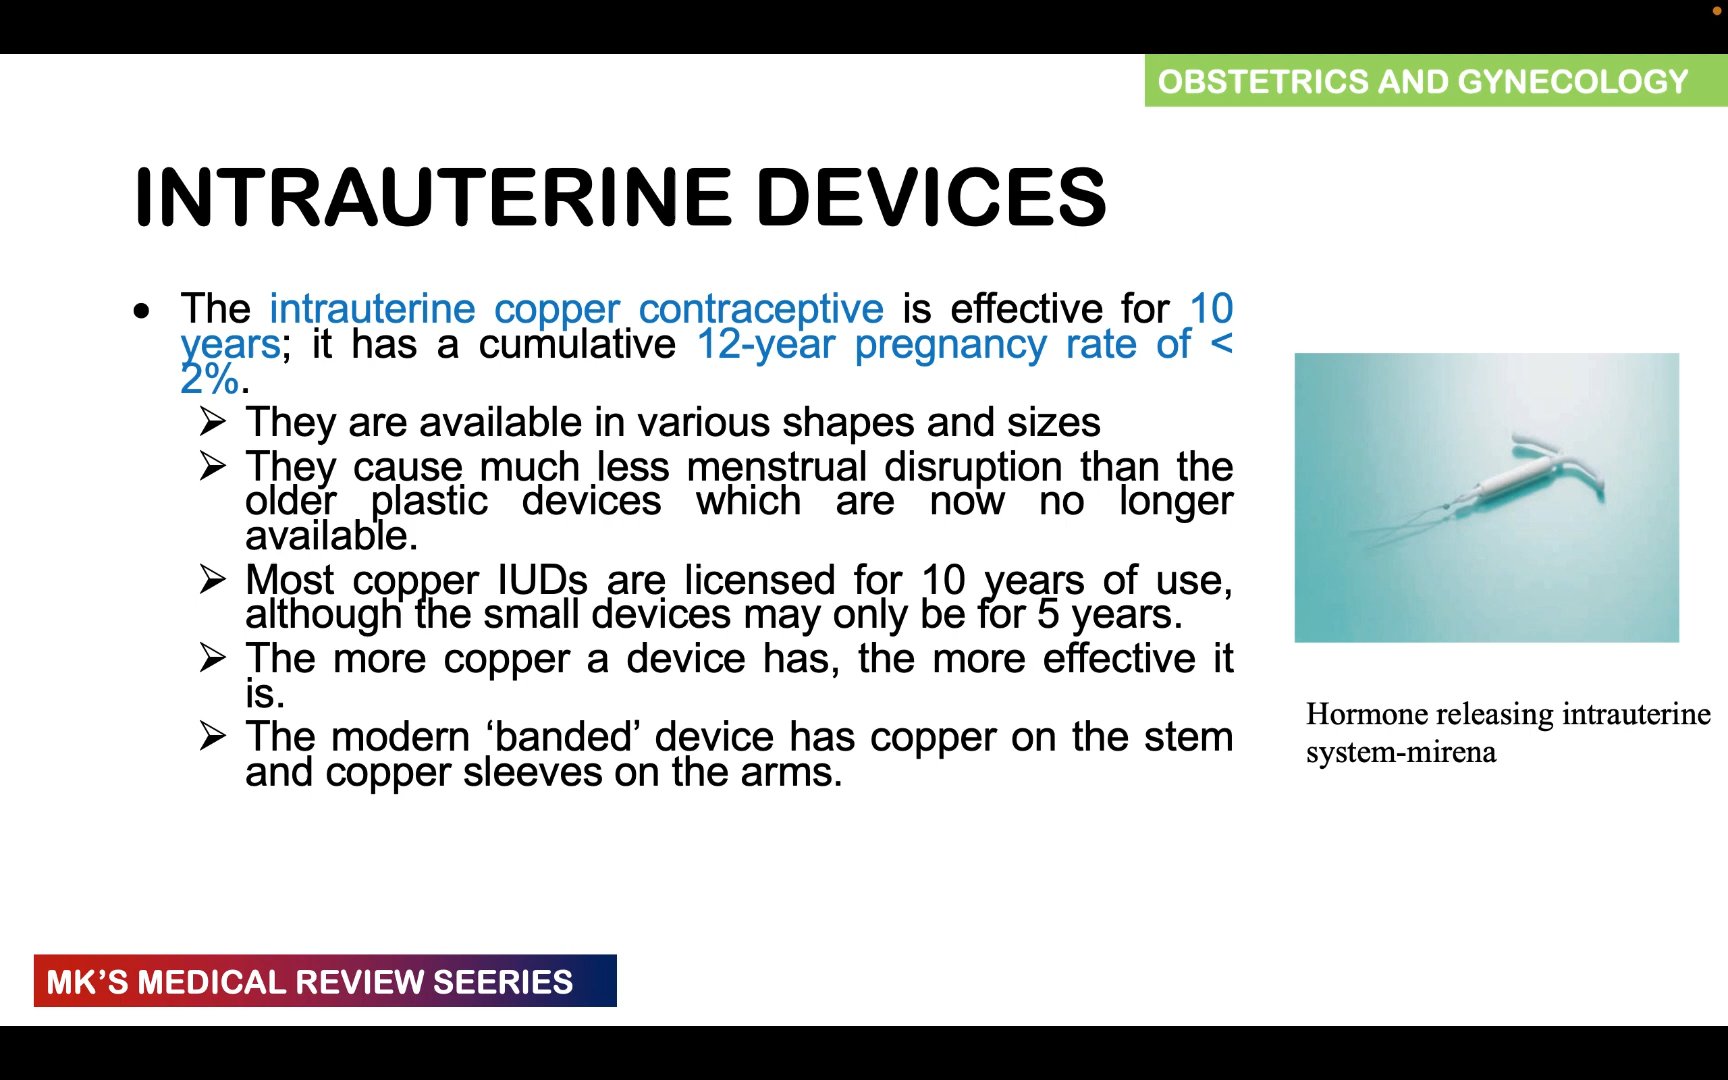 OBSTETRICS AND GYNECOLOGY
INTRAUTERINE DEVICES
• The intrauterine copper contraceptive is effective for 10
years; it has a cumulative 12-year pregnancy rate of <
2%.
➢ They are available in various shapes and sizes
➢ They cause much less menstrual disruption than the
older plastic devices which are now no longer
available.
➢ Most copper IUDs are licensed for 10 years of use,
although the small devices may only be for 5 years.
➢ The more copper a device has, the more effective it
is.
➢ The modern ‘banded’ device has copper on the stem
and copper sleeves on the arms.
Hormone releasing intrauterine
system-mirena
MK’S MEDICAL REVIEW SEERIES